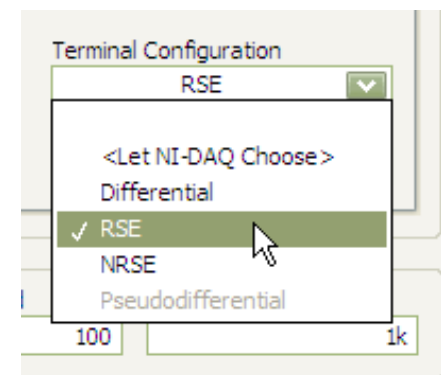 Terminal Configuration
RSE
<Let NI-DAQ Choose>
Differential
RSE
NRSE
Pseudodifferential
100 1k